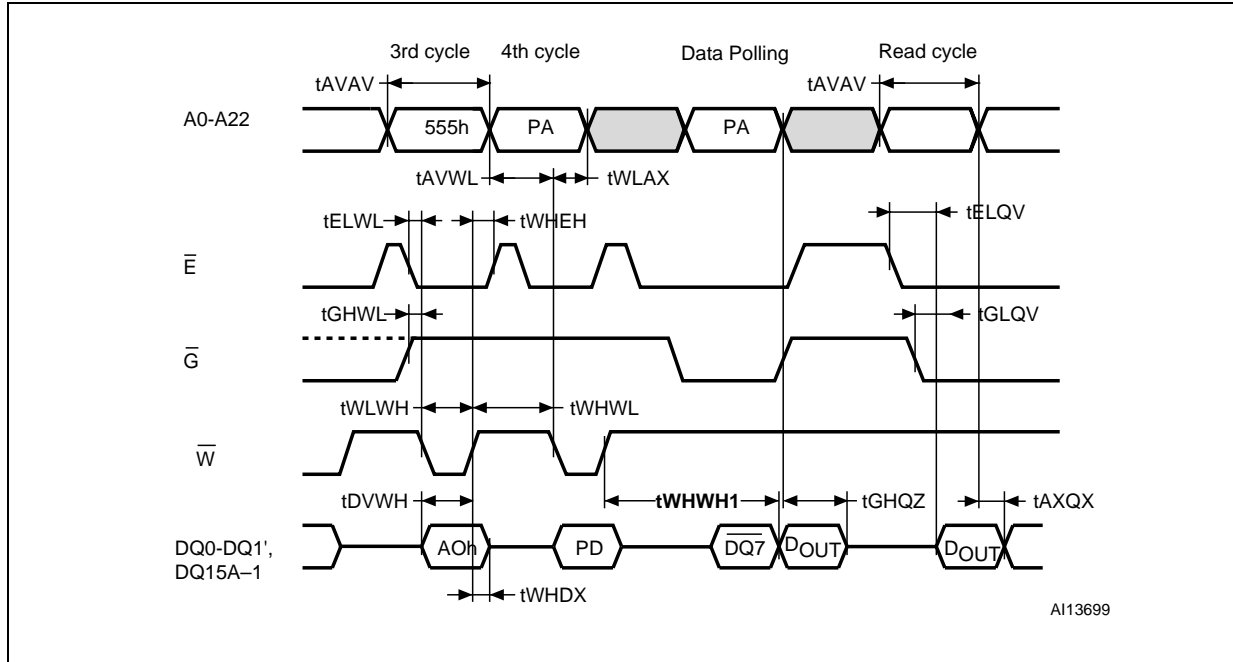 3rd cycle 4th cycle Data Polling Read cycle
tAVAV tAVAV
A0-A22 555h PA PA
tAVWL tWLAX
tELWL tWHEH tELQV
E
tGHWL tGLQV
G
tWLWH tWHWL
W
tDVWH tWHWH1 tGHQZ tAXQX
DQ0-DQ1', AOh PD DQ7 DOUT DOUT
DQ15A–1
tWHDX
AI13699